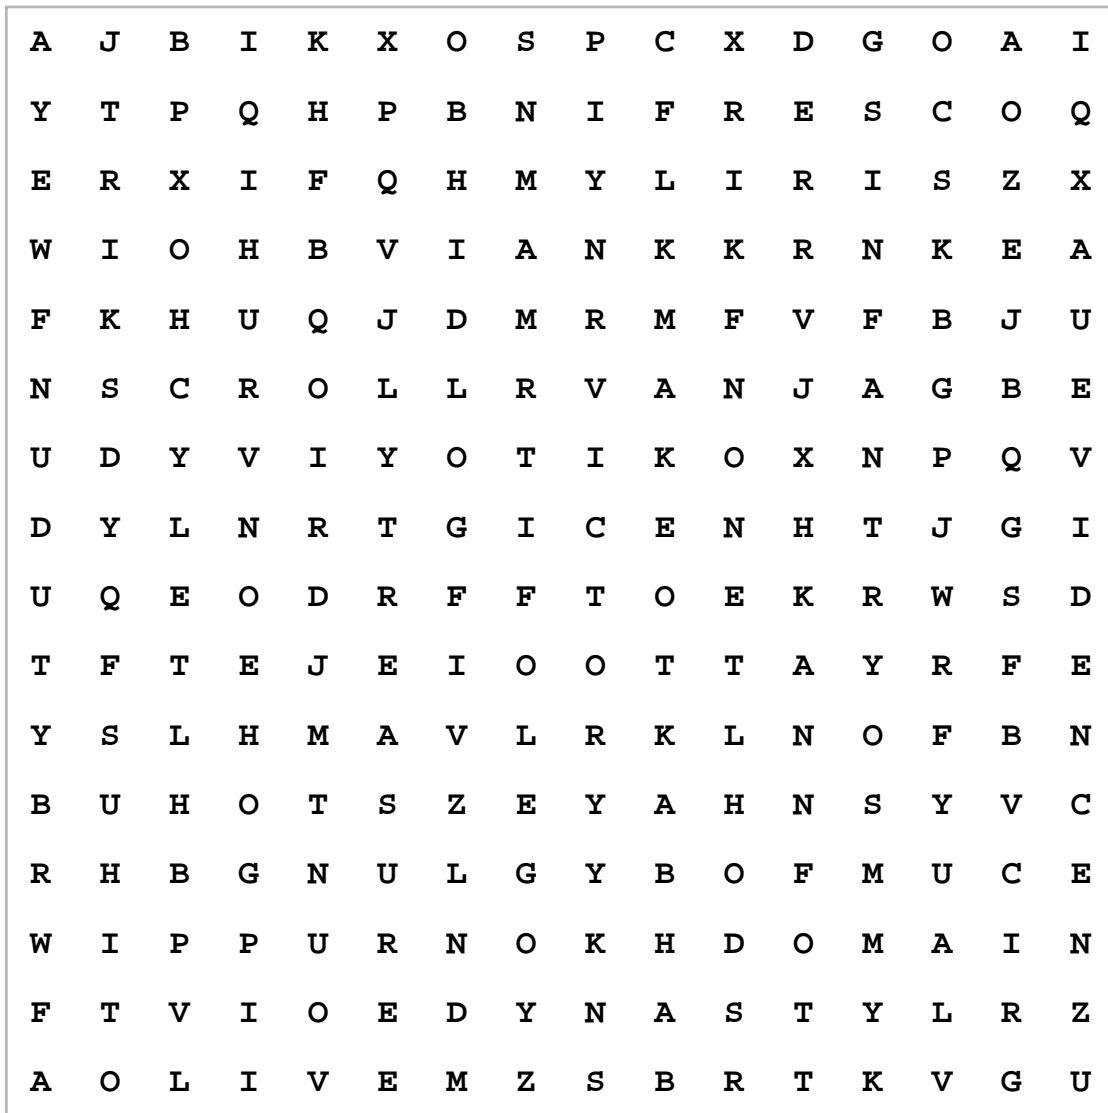 A J B I K X O S P C X D G O A I
Y T P Q H P B N I F R E S C O Q
E R X I F Q H M Y L I R I S Z X
W I O H B V I A N K K R N K E A
F K H U Q J D M R M F V F B J U
N S C R O L L R V A N J A G B E
U D Y V I Y O T I K O X N P Q V
D Y L N R T G I C E N H T J G I
U Q E O D R F F T O E K R W S D
T F T E J E I O O T T A Y R F E
Y S L H M A V L R K L N O F B N
B U H O T S Z E Y A H N S Y V C
R H B G N U L G Y B O F M U C E
W I P P U R N O K H D O M A I N
F T V I O E D Y N A S T Y L R Z
A O L I V E M Z S B R T K V G U